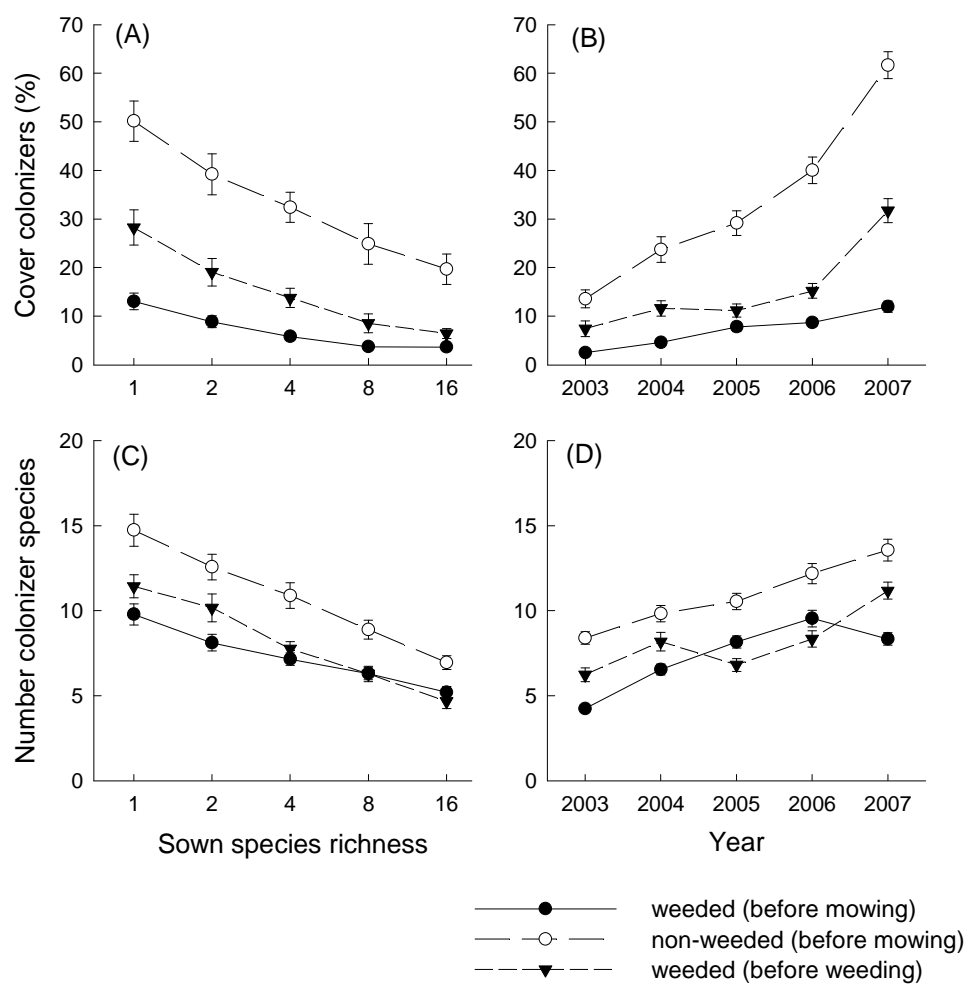 (A)
Cover colonizers (%)
70
60
50
40
30
20
10
0
1 2 4 8 16
(B)
70
60
50
40
30
20
10
0
2003 2004 2005 2006 2007
(C)
Number colonizer species
20
15
10
5
0
1 2 4 8 16
Sown species richness
(D)
20
15
10
5
0
2003 2004 2005 2006 2007
Year
weeded (before mowing)
non-weeded (before mowing)
weeded (before weeding)